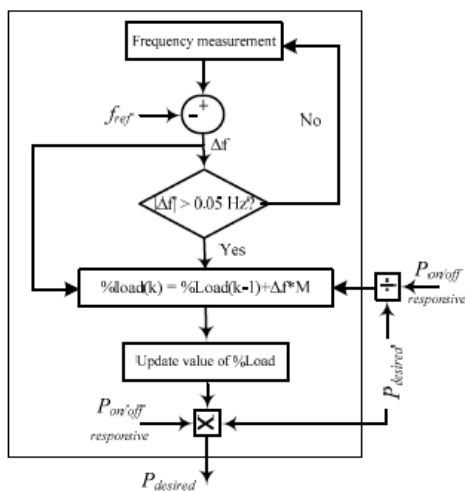 Frequency measurement
+
-
f_ref
No
Δf
|Δf| > 0.05 Hz?
Yes
%load(k) = %Load(k-1)+Δf*M
÷
P_on/off
responsive
Update value of %Load
P_desired
P_on/off
responsive
X
P_desired